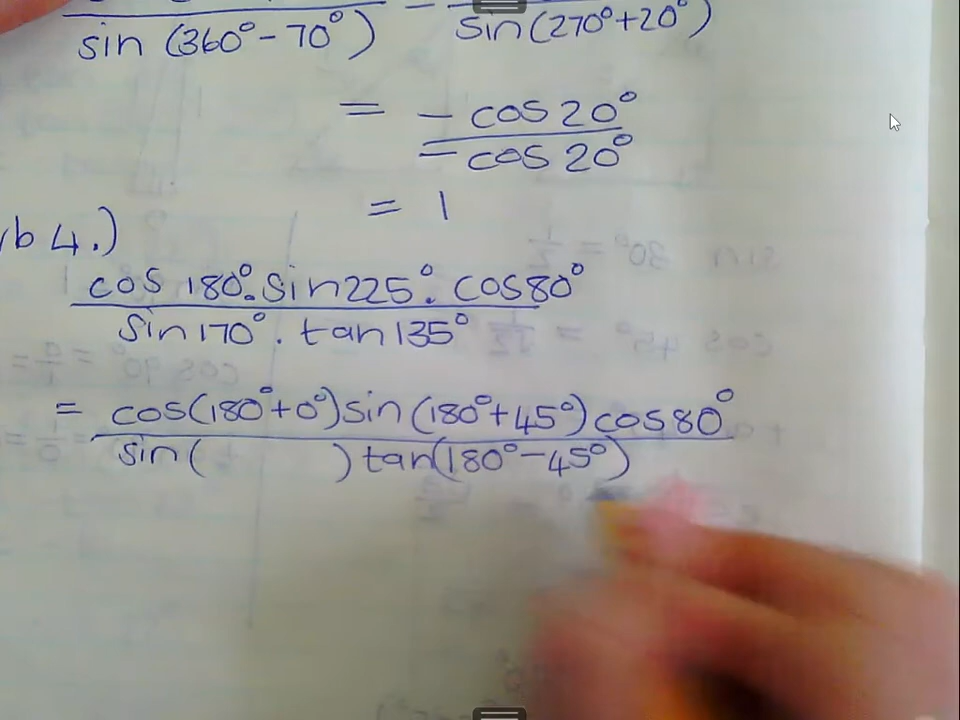 sin (360° - 70°) - sin(270°+20°)
= - cos 20°
- cos 20°
= 1
b 4.)
cos 180°. sin 225°. cos 80°
sin 170° . tan 135°
= cos(180°+0°) sin (180°+45°) cos 80°
sin( ) tan(180°-45°)